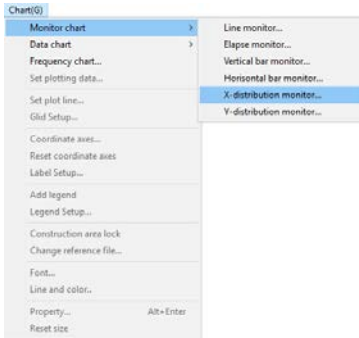 Chart(G)
Monitor chart
Data chart
Frequency chart...
Set plotting data...
Set plot line...
Glid Setup...
Coordinate axes...
Reset coordinate axes
Label Setup...
Add legend
Legend Setup...
Construction area lock
Change reference file...
Font...
Line and color..
Property... Alt+Enter
Reset size
Line monitor...
Elapse monitor...
Vertical bar monitor...
Horisontal bar monitor...
X-distribution monitor...
Y-distribution monitor...